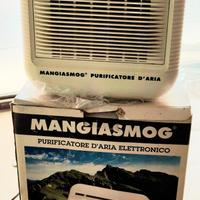 MANGIASMOG® PURIFICATORE D'ARIA
MANGIASMOG®
PURIFICATORE D'ARIA ELETTRONICO